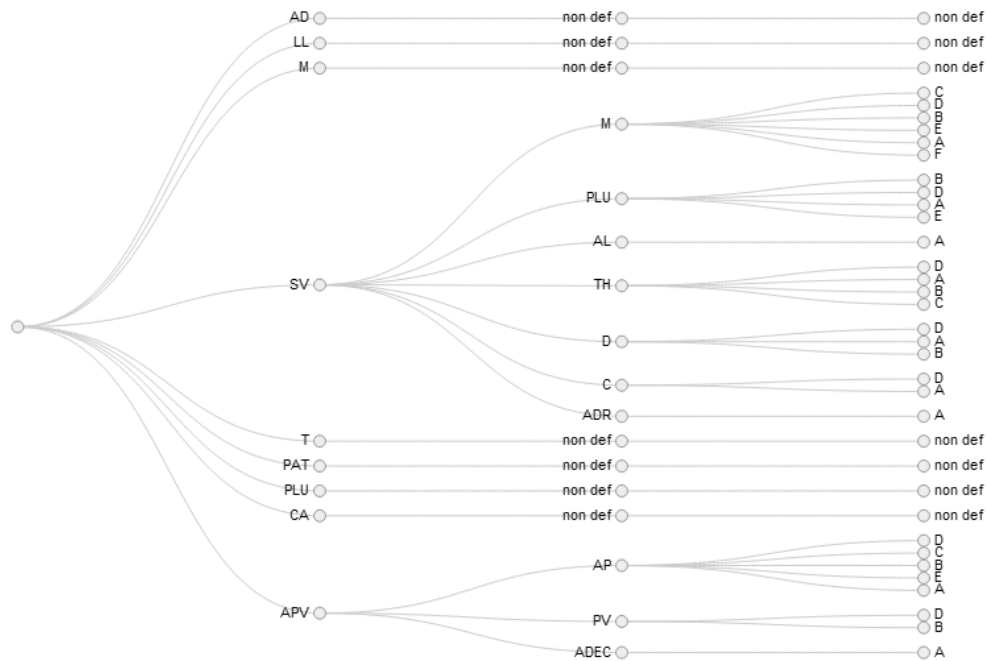 AD non def non def
LL non def non def
M non def non def
C
D
M B
E
A
F
B
PLU D
A
E
AL A
D
SV TH A
B
C
D
D A
B
C D
A
ADR A
T non def non def
PAT non def non def
PLU non def non def
CA non def non def
D
C
AP B
E
A
APV PV D
B
ADEC A